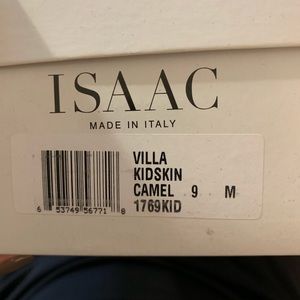 ISAAC
MADE IN ITALY
VILLA
KIDSKIN
CAMEL 9 M
1769KID
6 53749 56771 8